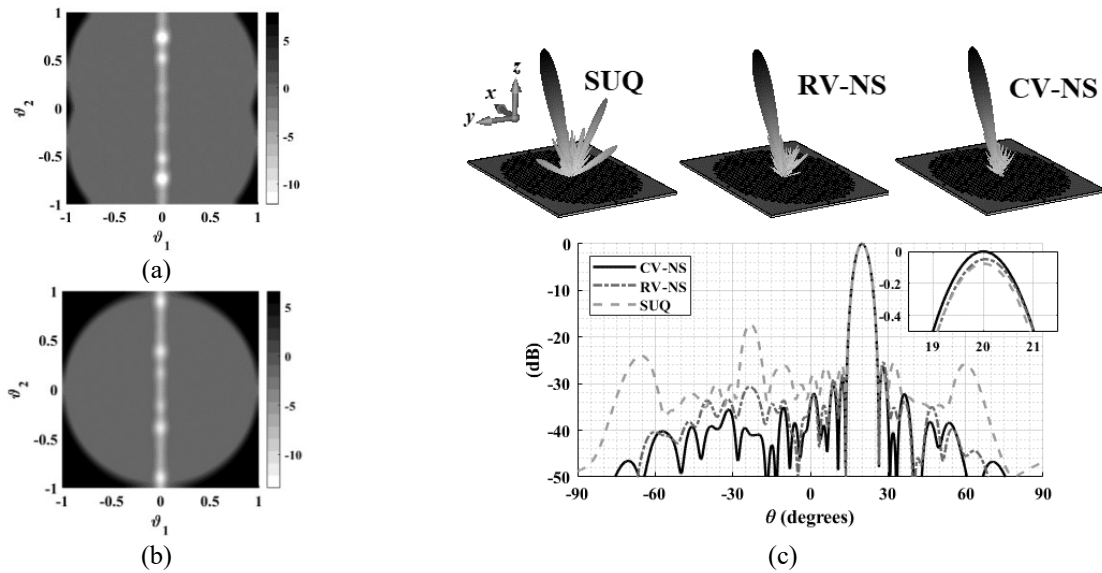 1
0.5
0
-0.5
-1
ϑ2
-1 -0.5 0 0.5 1
ϑ1
5
0
-5
-10
(a)
1
0.5
0
-0.5
-1
ϑ2
-1 -0.5 0 0.5 1
ϑ1
5
0
-5
-10
(b)
z
x
y
SUQ
RV-NS
CV-NS
0
-10
-20
-30
-40
-50
(dB)
CV-NS
RV-NS
SUQ
0
-0.2
-0.4
19 20 21
-90 -60 -30 0 30 60 90
θ (degrees)
(c)